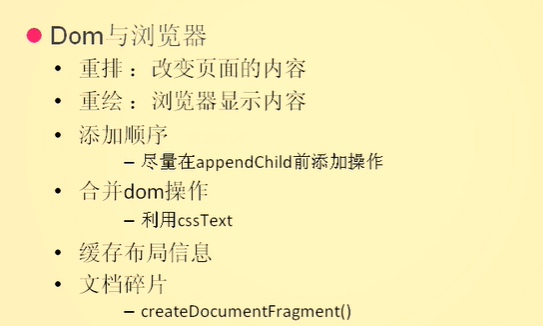 Dom与浏览器
• 重排：改变页面的内容
• 重绘：浏览器显示内容
• 添加顺序
– 尽量在appendChild前添加操作
• 合并dom操作
– 利用cssText
• 缓存布局信息
• 文档碎片
– createDocumentFragment()